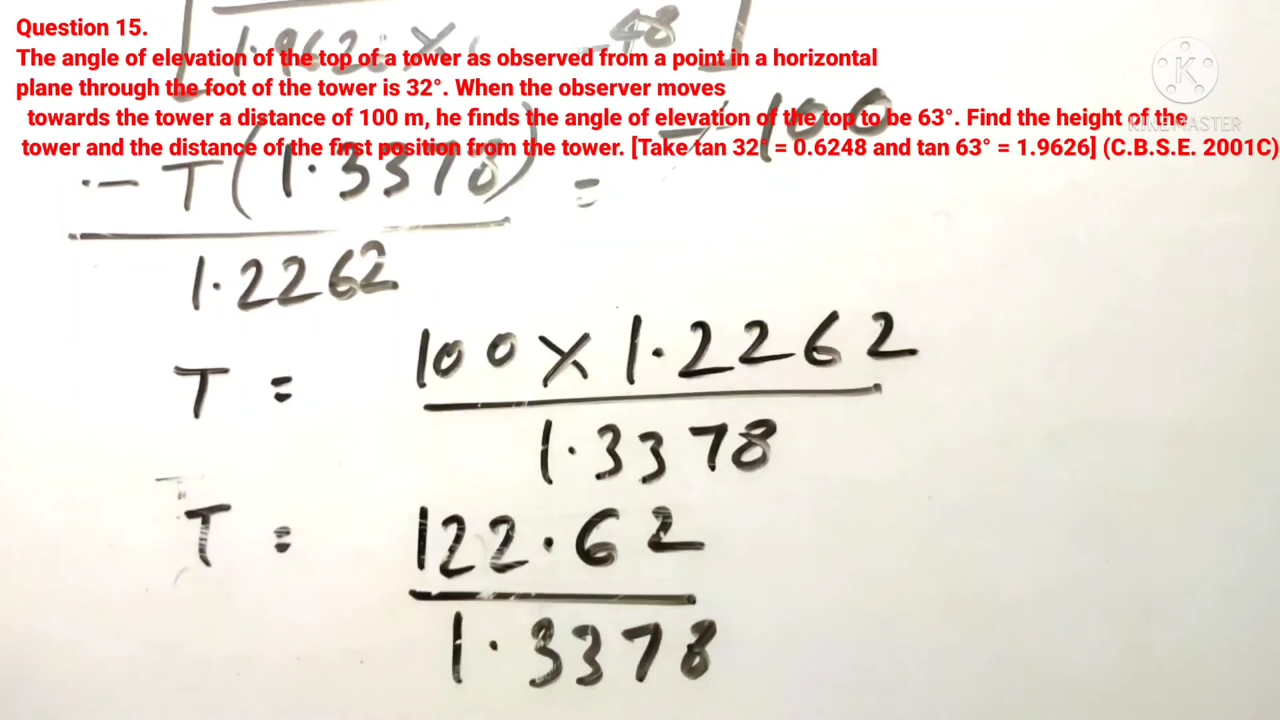 Question 15.
The angle of elevation of the top of a tower as observed from a point in a horizontal
plane through the foot of the tower is 32°. When the observer moves
towards the tower a distance of 100 m, he finds the angle of elevation of the top to be 63°. Find the height of the
tower and the distance of the first position from the tower. [Take tan 32° = 0.6248 and tan 63° = 1.9626] (C.B.S.E. 2001C)
KINEMASTER
- T(1.3378) = -100
1.2262
T = 100 X 1.2262
1.3378
T = 122.62
1.3378